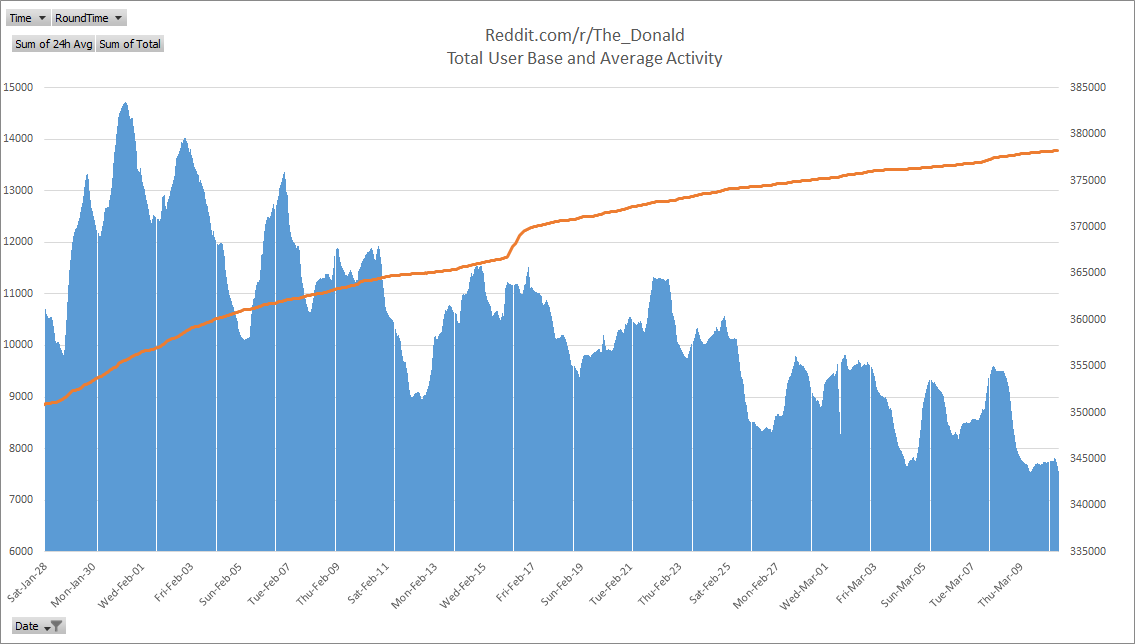 Time RoundTime
Sum of 24h Avg Sum of Total
Reddit.com/r/The_Donald
Total User Base and Average Activity
15000
14000
13000
12000
11000
10000
9000
8000
7000
6000
385000
380000
375000
370000
365000
360000
355000
350000
345000
340000
335000
Sat-Jan-28
Mon-Jan-30
Wed-Feb-01
Fri-Feb-03
Sun-Feb-05
Tue-Feb-07
Thu-Feb-09
Sat-Feb-11
Mon-Feb-13
Wed-Feb-15
Fri-Feb-17
Sun-Feb-19
Tue-Feb-21
Thu-Feb-23
Sat-Feb-25
Mon-Feb-27
Wed-Mar-01
Fri-Mar-03
Sun-Mar-05
Tue-Mar-07
Thu-Mar-09
Date